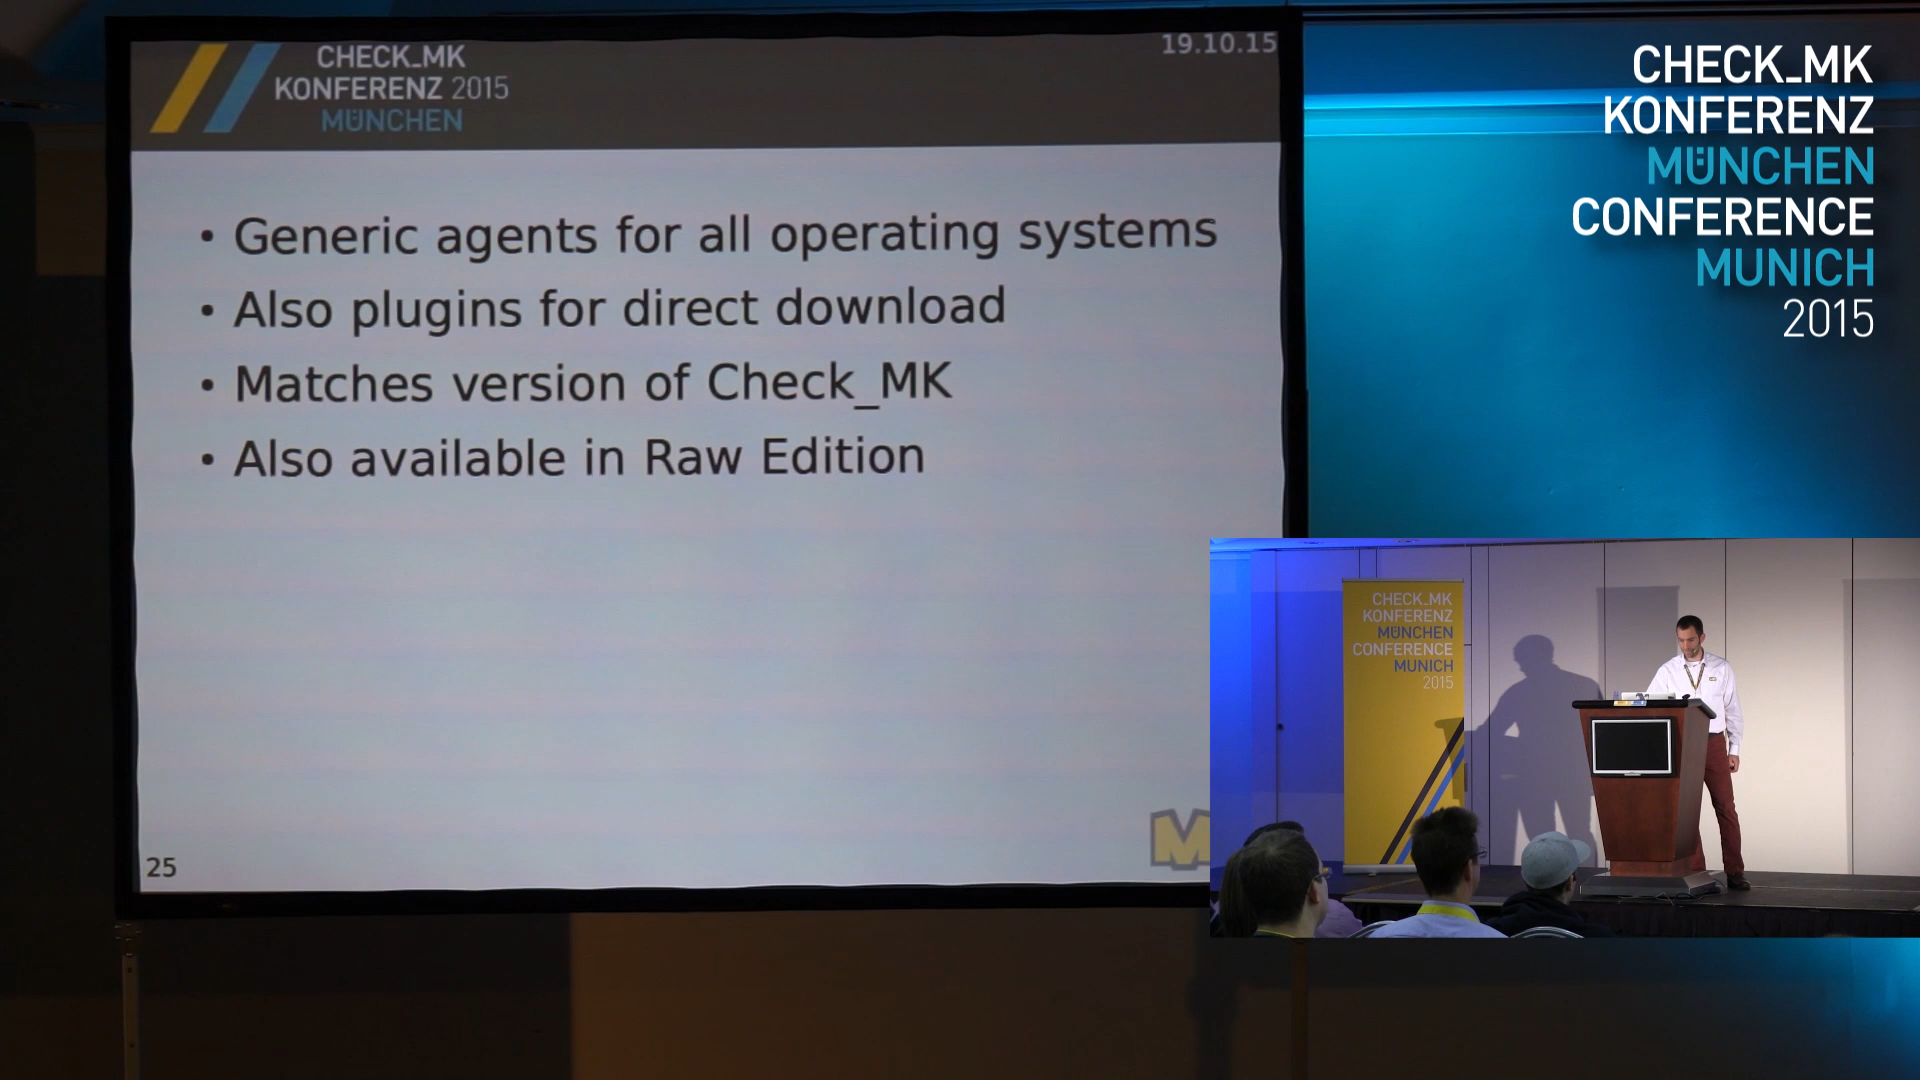 CHECK_MK
KONFERENZ 2015
MÜNCHEN
19.10.15
• Generic agents for all operating systems
• Also plugins for direct download
• Matches version of Check_MK
• Also available in Raw Edition
25
M
CHECK_MK
KONFERENZ
MÜNCHEN
CONFERENCE
MUNICH
2015
CHECK_MK
KONFERENZ
MÜNCHEN
CONFERENCE
MUNICH
2015